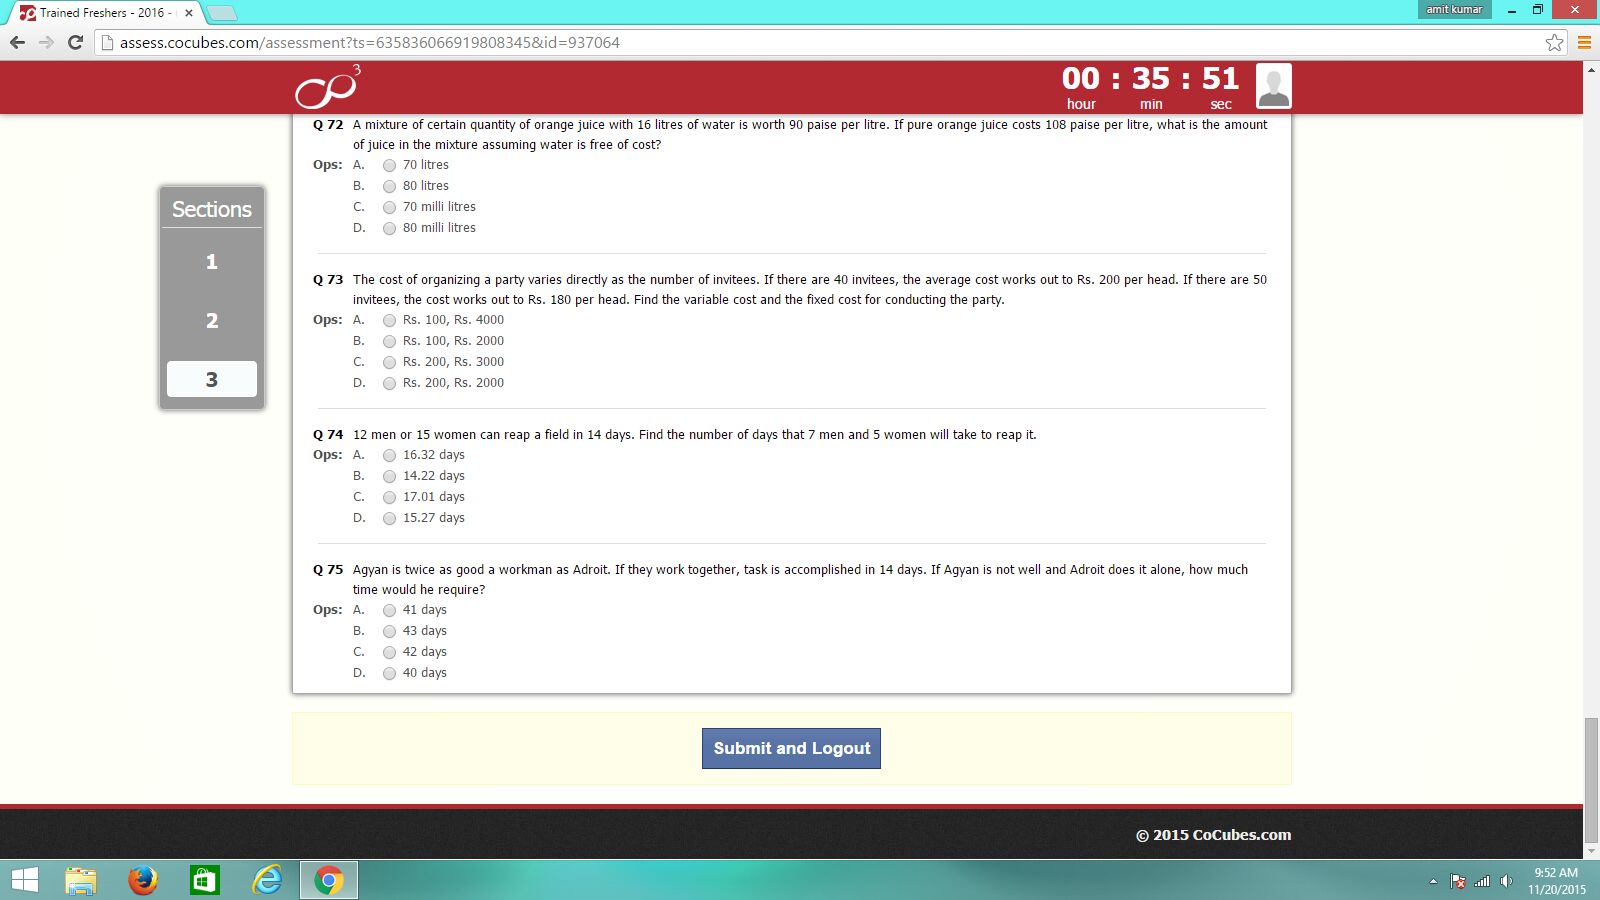 Trained Freshers - 2016 -
amit kumar
assess.cocubes.com/assessment?ts=635836066919808345&id=937064
3
00 : 35 : 51
hour min sec
Q 72 A mixture of certain quantity of orange juice with 16 litres of water is worth 90 paise per litre. If pure orange juice costs 108 paise per litre, what is the amount
of juice in the mixture assuming water is free of cost?
Ops: A. 70 litres
B. 80 litres
C. 70 milli litres
D. 80 milli litres
Sections
1
2
3
Q 73 The cost of organizing a party varies directly as the number of invitees. If there are 40 invitees, the average cost works out to Rs. 200 per head. If there are 50
invitees, the cost works out to Rs. 180 per head. Find the variable cost and the fixed cost for conducting the party.
Ops: A. Rs. 100, Rs. 4000
B. Rs. 100, Rs. 2000
C. Rs. 200, Rs. 3000
D. Rs. 200, Rs. 2000
Q 74 12 men or 15 women can reap a field in 14 days. Find the number of days that 7 men and 5 women will take to reap it.
Ops: A. 16.32 days
B. 14.22 days
C. 17.01 days
D. 15.27 days
Q 75 Agyan is twice as good a workman as Adroit. If they work together, task is accomplished in 14 days. If Agyan is not well and Adroit does it alone, how much
time would he require?
Ops: A. 41 days
B. 43 days
C. 42 days
D. 40 days
Submit and Logout
© 2015 CoCubes.com
9:52 AM
11/20/2015